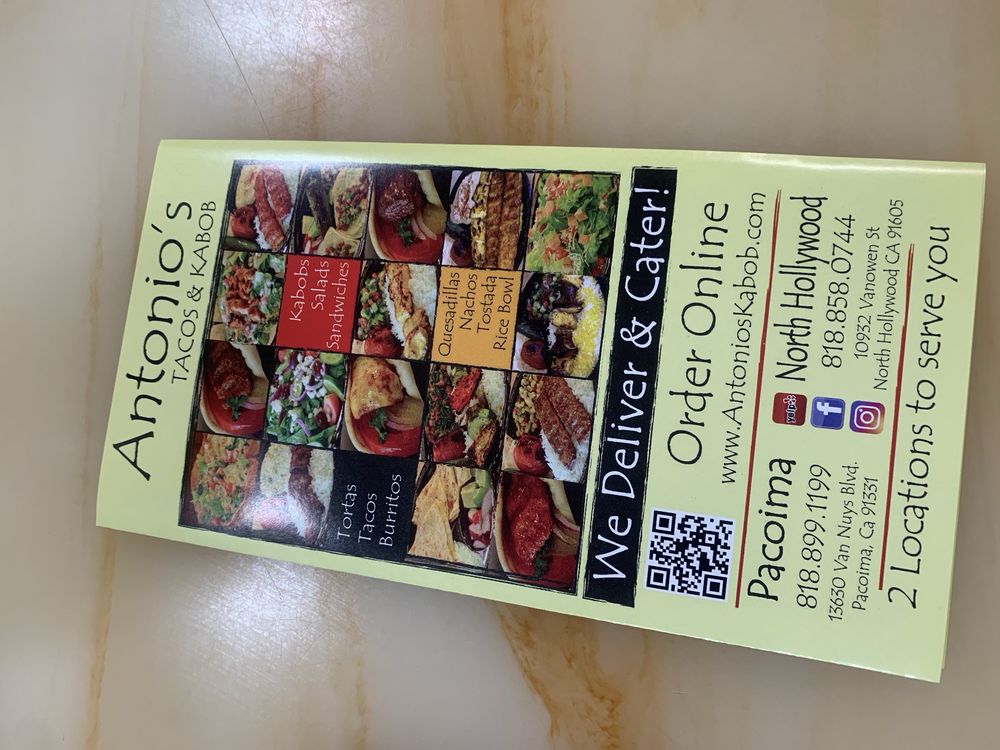 Antonio's
TACOS & KABOB
Kabobs
Salads
Sandwiches
Quesadillas
Nachos
Tostada
Rice Bowl
Tortas
Tacos
Burritos
We Deliver & Cater!
Order Online
www.AntoniosKabob.com
Pacoima
818.899.1199
13630 Van Nuys Blvd.
Pacoima, Ca 91331
yelp
f
North Hollywood
818.858.0744
10932 Vanowen St
North Hollywood CA 91605
2 Locations to serve you